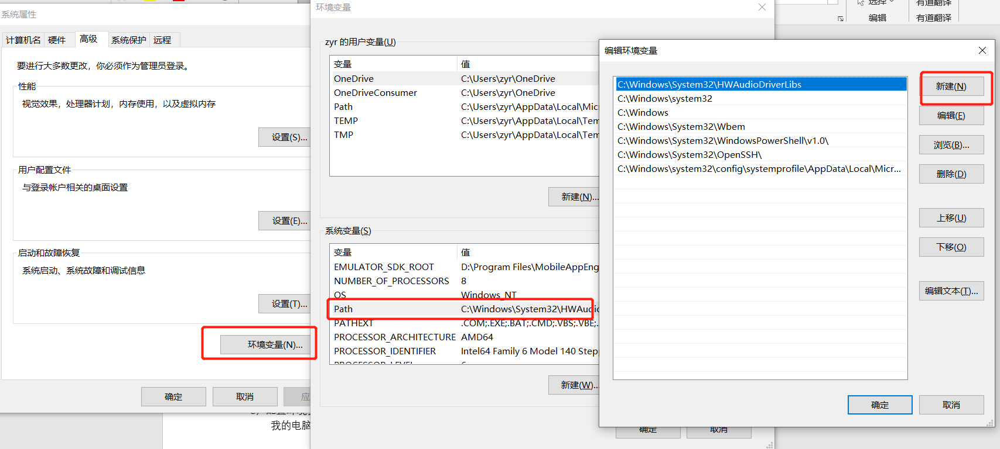 系统属性
计算机名 硬件 高级 系统保护 远程
要进行大多数更改，你必须作为管理员登录。
性能
视觉效果，处理器计划，内存使用，以及虚拟内存
设置(S)...
用户配置文件
与登录帐户相关的桌面设置
设置(E)...
启动和故障恢复
系统启动、系统故障和调试信息
设置(T)...
环境变量(N)...
确定 取消 应
我的电脑
环境变量
zyr 的用户变量(U)
变量 值
OneDrive C:\Users\zyr\OneDrive
OneDriveConsumer C:\Users\zyr\OneDrive
Path C:\Users\zyr\AppData\Local\Micr
TEMP C:\Users\zyr\AppData\Local\Tem
TMP C:\Users\zyr\AppData\Local\Tem
新建(N)...
系统变量(S)
变量 值
EMULATOR_SDK_ROOT D:\Program Files\MobileAppEng
NUMBER_OF_PROCESSORS 8
OS Windows_NT
Path C:\Windows\System32\HWAudio
PATHEXT .COM;.EXE;.BAT;.CMD;.VBS;.VBE;.
PROCESSOR_ARCHITECTURE AMD64
PROCESSOR_IDENTIFIER Intel64 Family 6 Model 140 Stepp
新建(W)...
确定 取消
选择 有道翻译
编辑 有道翻译
编辑环境变量
C:\Windows\System32\HWAudioDriverLibs
C:\Windows\system32
C:\Windows
C:\Windows\System32\Wbem
C:\Windows\System32\WindowsPowerShell\v1.0\
C:\Windows\System32\OpenSSH\
C:\Windows\system32\config\systemprofile\AppData\Local\Micr...
新建(N)
编辑(E)
浏览(B)...
删除(D)
上移(U)
下移(O)
编辑文本(T)...
确定 取消